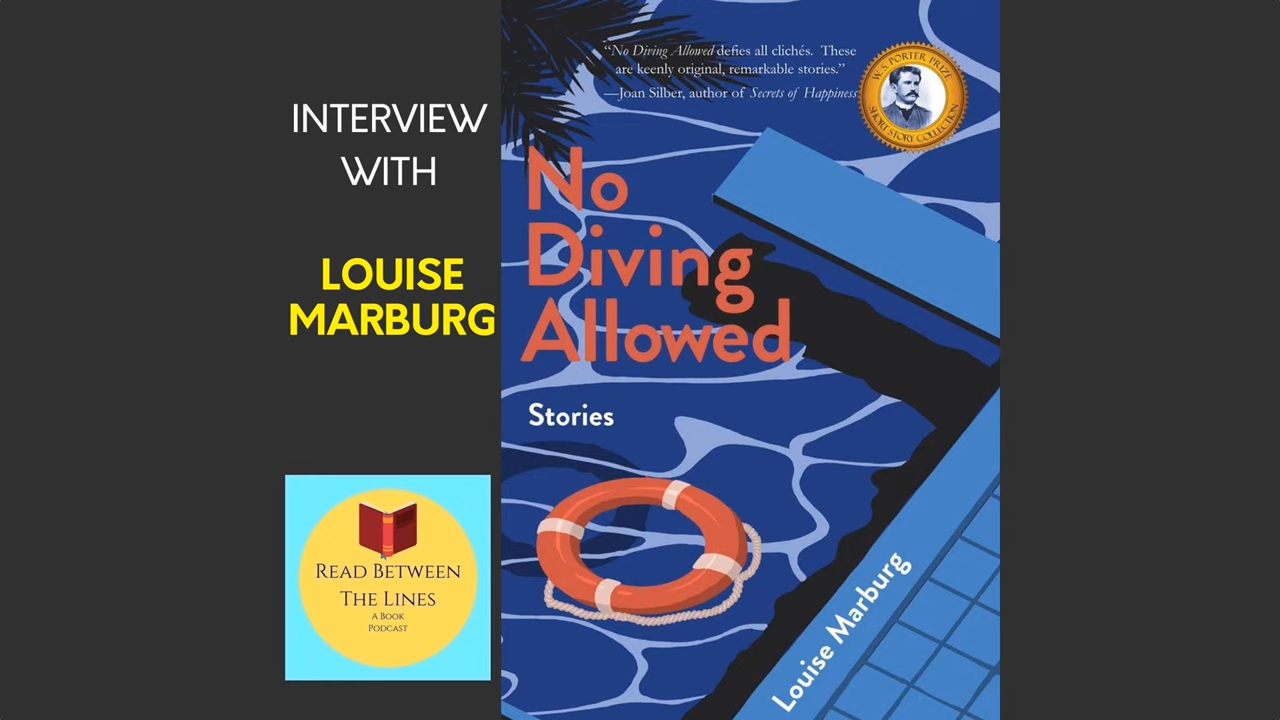 INTERVIEW
WITH
LOUISE
MARBURG
READ BETWEEN
THE LINES
A BOOK
PODCAST
“No Diving Allowed defies all clichés. These
are keenly original, remarkable stories.”
—Joan Silber, author of Secrets of Happiness
W.S. PORTER PRIZE
SHORT STORY COLLECTION
No
Diving
Allowed
Stories
Louise Marburg